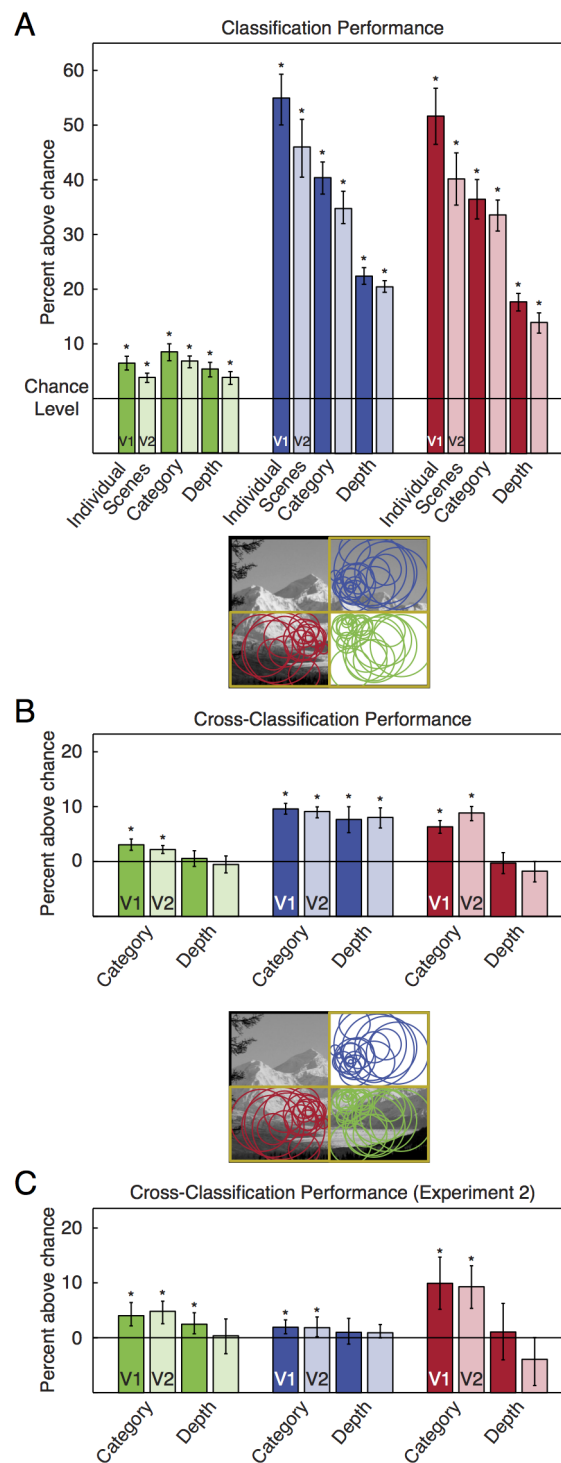 A
Classification Performance
Percent above chance
60
50
40
30
20
10
Chance
Level
* * * * * * * * * * * * * * * * * *
V1 V2 V1 V2 V1 V2
Individual Scenes Category Depth Individual Scenes Category Depth Individual Scenes Category Depth
B
Cross-Classification Performance
Percent above chance
20
10
0
* * * * * * * *
V1 V2 V1 V2 V1 V2
Category Depth Category Depth Category Depth
C
Cross-Classification Performance (Experiment 2)
Percent above chance
20
10
0
* * * * * * *
V1 V2 V1 V2 V1 V2
Category Depth Category Depth Category Depth